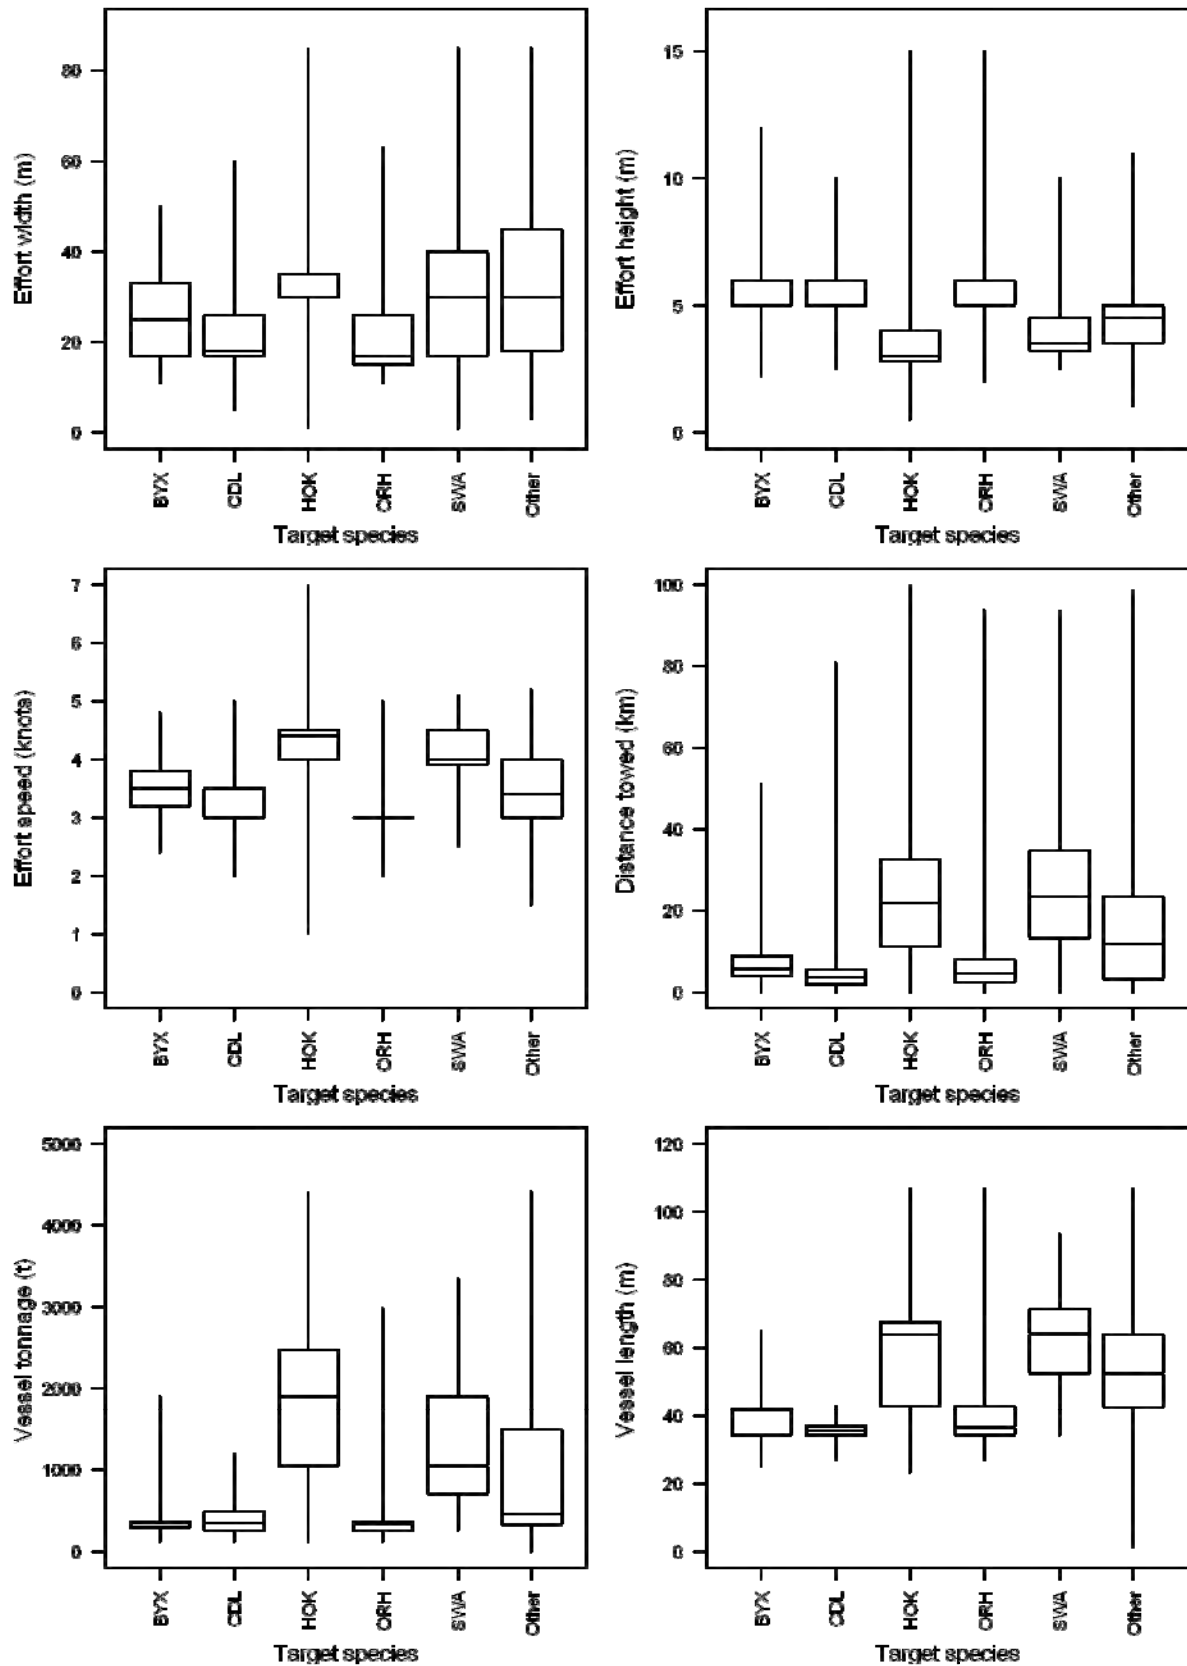 Effort width (m)
80
60
40
20
0
BYX
CDL
HOK
ORH
SWA
Other
Target species
Effort height (m)
15
10
5
0
BYX
CDL
HOK
ORH
SWA
Other
Target species
Effort speed (knots)
7
6
5
4
3
2
1
0
BYX
CDL
HOK
ORH
SWA
Other
Target species
Distance towed (km)
100
80
60
40
20
0
BYX
CDL
HOK
ORH
SWA
Other
Target species
Vessel tonnage (t)
5000
4000
3000
2000
1000
0
BYX
CDL
HOK
ORH
SWA
Other
Target species
Vessel length (m)
120
100
80
60
40
20
0
BYX
CDL
HOK
ORH
SWA
Other
Target species